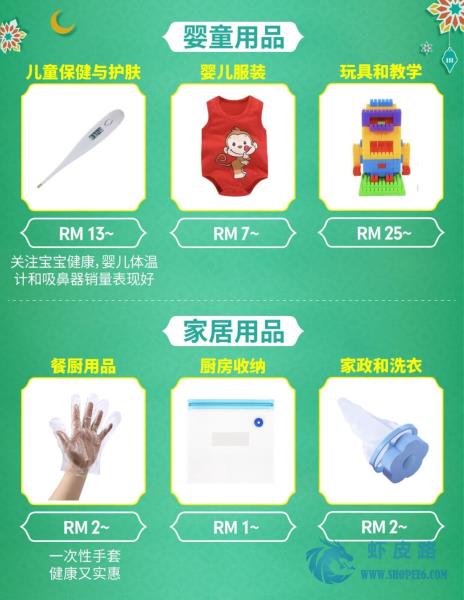 婴童用品
儿童保健与护肤
婴儿服装
玩具和教学
RM 13~
RM 7~
RM 25~
关注宝宝健康，婴儿体温
计和吸鼻器销量表现好
家居用品
餐厨用品
厨房收纳
家政和洗衣
RM 2~
RM 1~
RM 2~
一次性手套
健康又实惠
虾皮路
WWW.SHOPEE6.COM